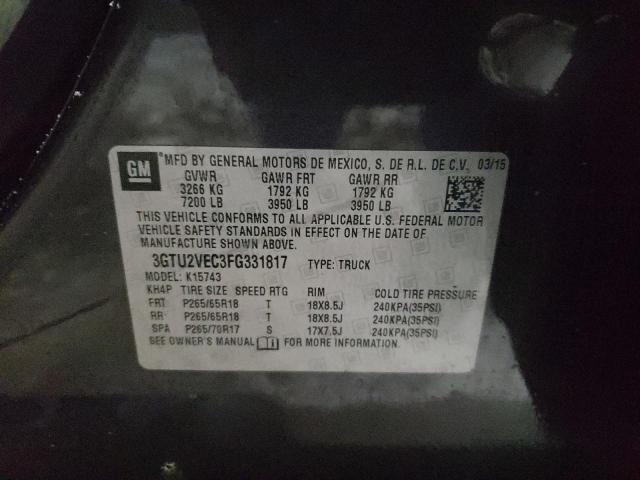 GM MFD BY GENERAL MOTORS DE MEXICO, S. DE R.L. DE C.V. 03/15
GVWR GAWR FRT GAWR RR
3266 KG 1792 KG 1792 KG
7200 LB 3950 LB 3950 LB
THIS VEHICLE CONFORMS TO ALL APPLICABLE U.S. FEDERAL MOTOR
VEHICLE SAFETY STANDARDS IN EFFECT ON THE DATE OF
MANUFACTURE SHOWN ABOVE.
3GTU2VEC3FG331817 TYPE: TRUCK
MODEL: K15743
KH4P TIRE SIZE SPEED RTG RIM COLD TIRE PRESSURE
FRT P265/65R18 T 18X8.5J 240KPA(35PSI)
RR P265/65R18 T 18X8.5J 240KPA(35PSI)
SPA P265/70R17 S 17X7.5J 240KPA(35PSI)
SEE OWNER'S MANUAL FOR MORE INFORMATION.